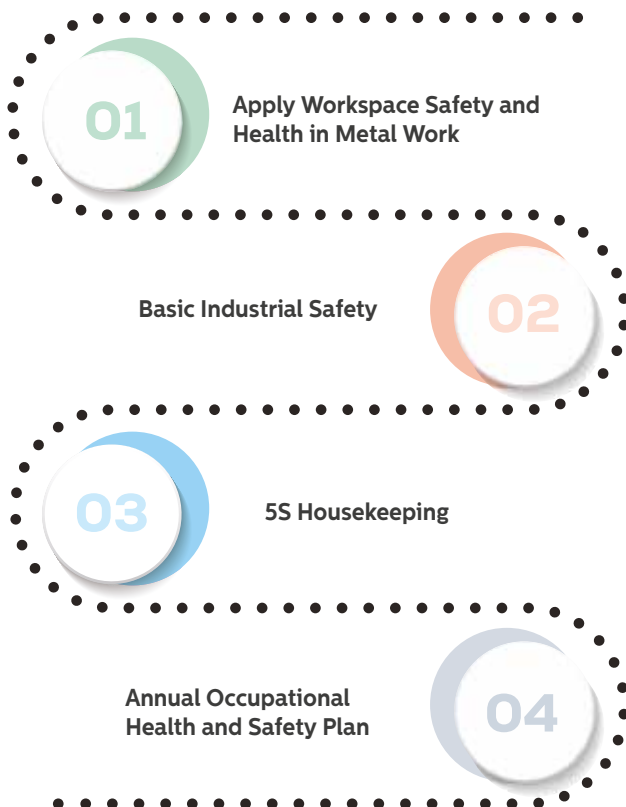 01
Apply Workspace Safety and
Health in Metal Work
Basic Industrial Safety
02
03
5S Housekeeping
Annual Occupational
Health and Safety Plan
04